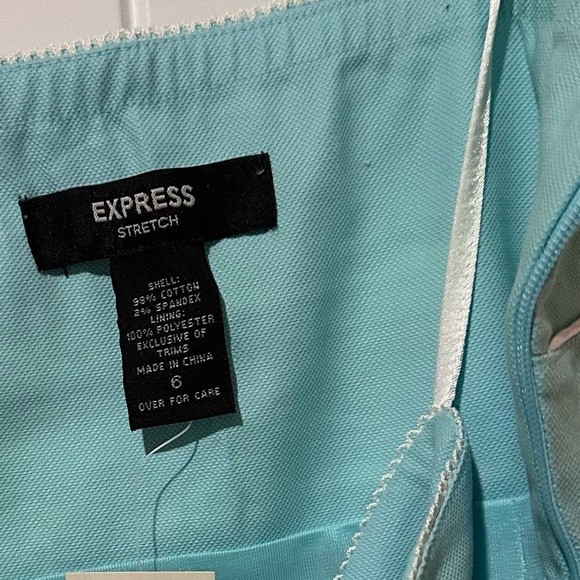 EXPRESS
STRETCH
SHELL:
98% COTTON
2% SPANDEX
LINING:
100% POLYESTER
EXCLUSIVE OF
TRIMS
MADE IN CHINA
6
OVER FOR CARE